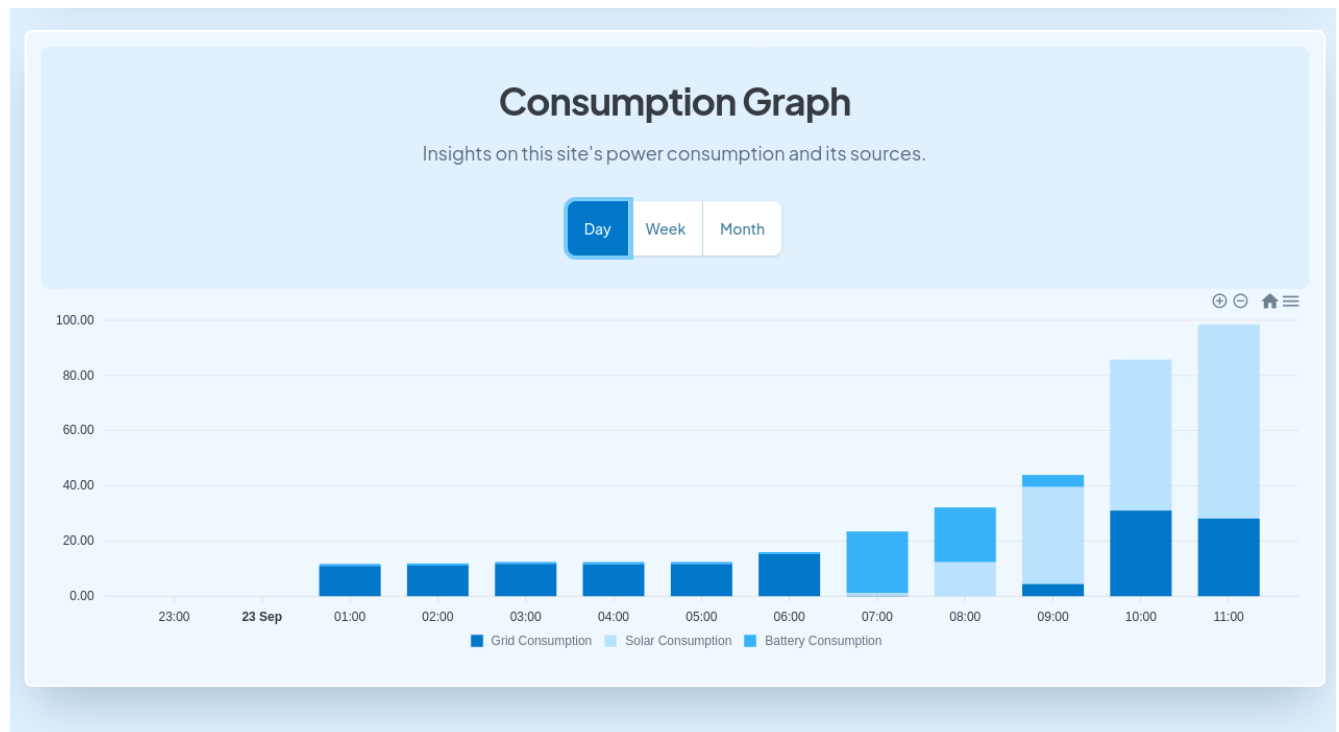 Consumption Graph
Insights on this site's power consumption and its sources.
Day Week Month
100.00
80.00
60.00
40.00
20.00
0.00
23:00 23 Sep 01:00 02:00 03:00 04:00 05:00 06:00 07:00 08:00 09:00 10:00 11:00
Grid Consumption Solar Consumption Battery Consumption